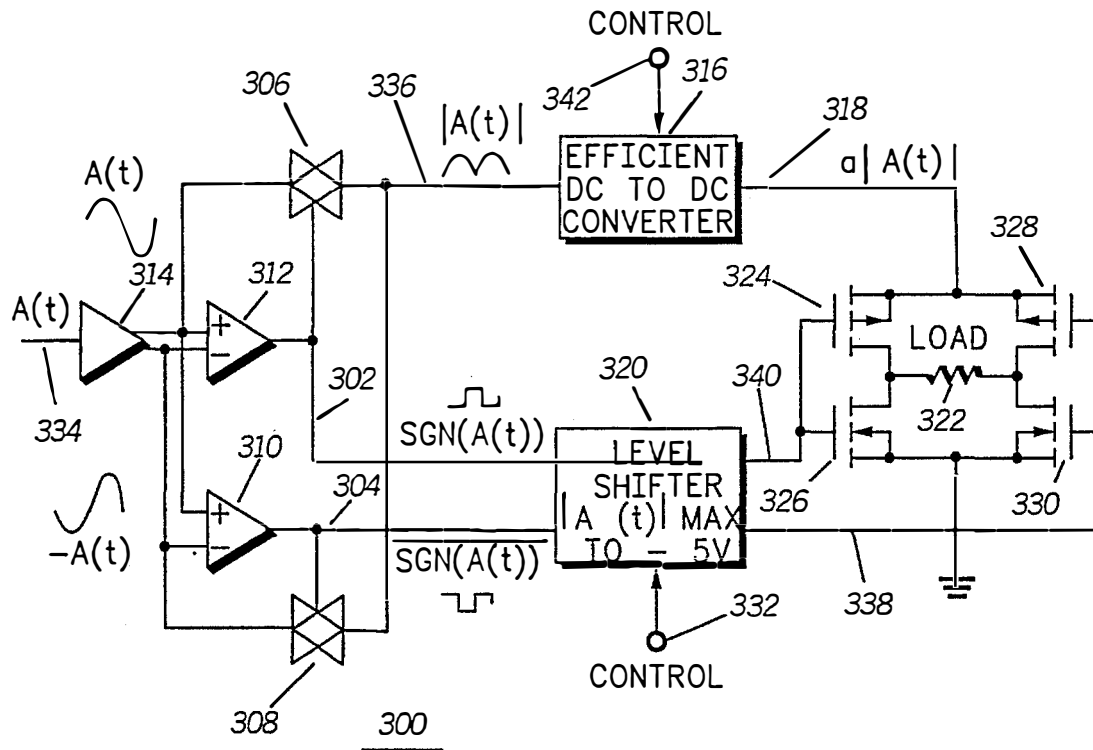 CONTROL
306
336
342
316
318
|A(t)|
a|A(t)|
A(t)
EFFICIENT
DC TO DC
CONVERTER
328
324
314
312
A(t)
+
−
LOAD
334
302
320
340
322
SGN(A(t))
310
304
LEVEL
SHIFTER
|A (t)| MAX
TO - 5V
326
330
+
−
-A(t)
SGN(A(t))
332
338
CONTROL
308
300